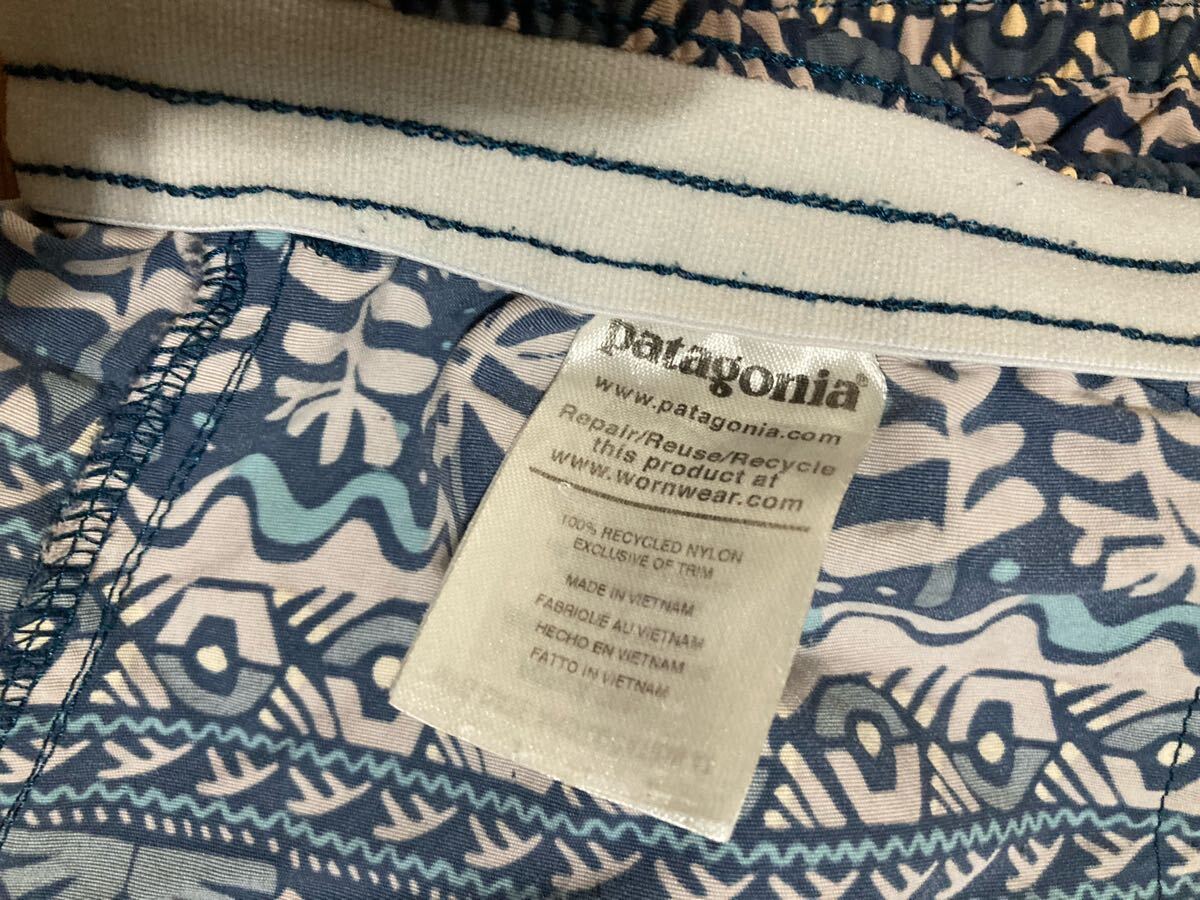 patagonia®
www.patagonia.com
Repair/Reuse/Recycle
this product at
www.wornwear.com
100% RECYCLED NYLON
EXCLUSIVE OF TRIM
MADE IN VIETNAM
FABRIQUE AU VIETNAM
HECHO EN VIETNAM
FATTO IN VIETNAM